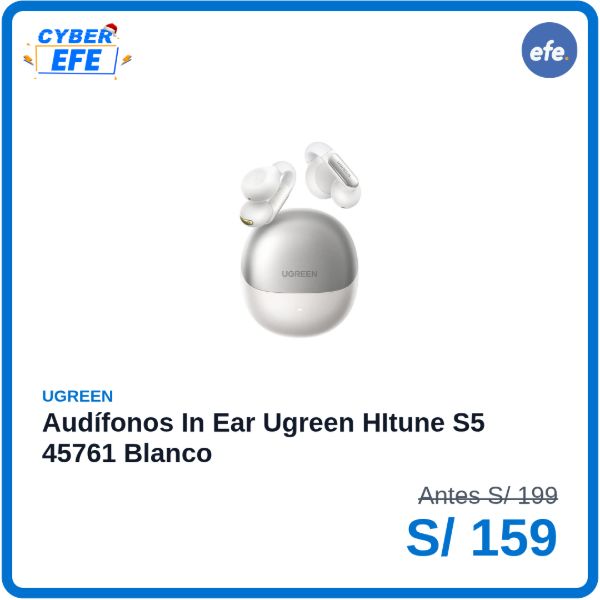 CYBER
EFE
efe.
UGREEN
UGREEN
Audífonos In Ear Ugreen HItune S5
45761 Blanco
Antes S/ 199
S/ 159